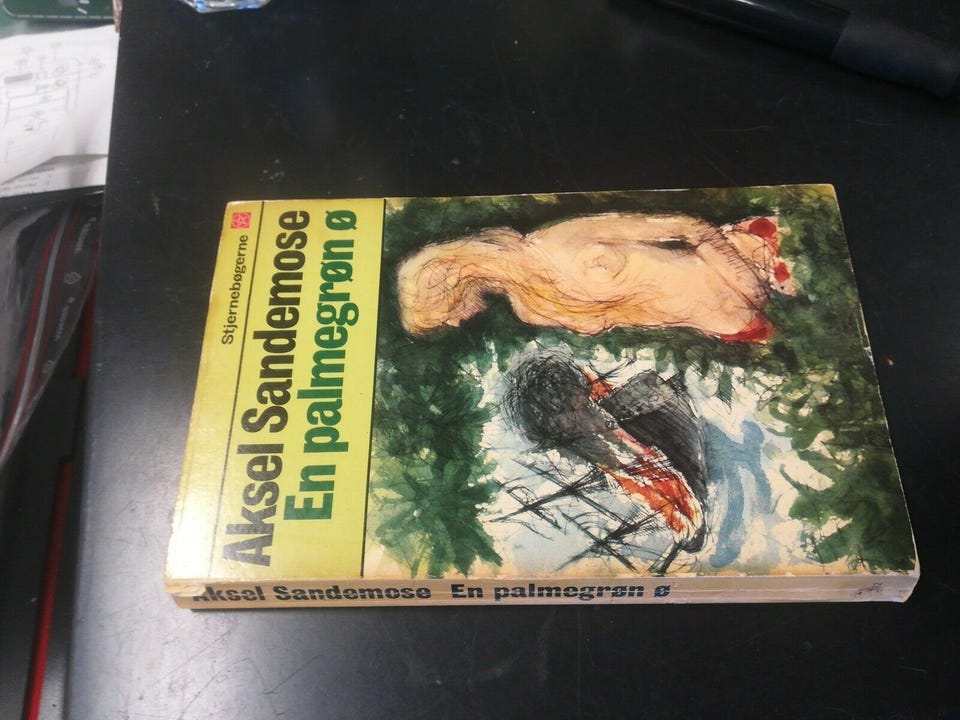 Stjernebøgerne
Aksel Sandemose
En palmegrøn ø
Aksel Sandemose En palmegrøn ø